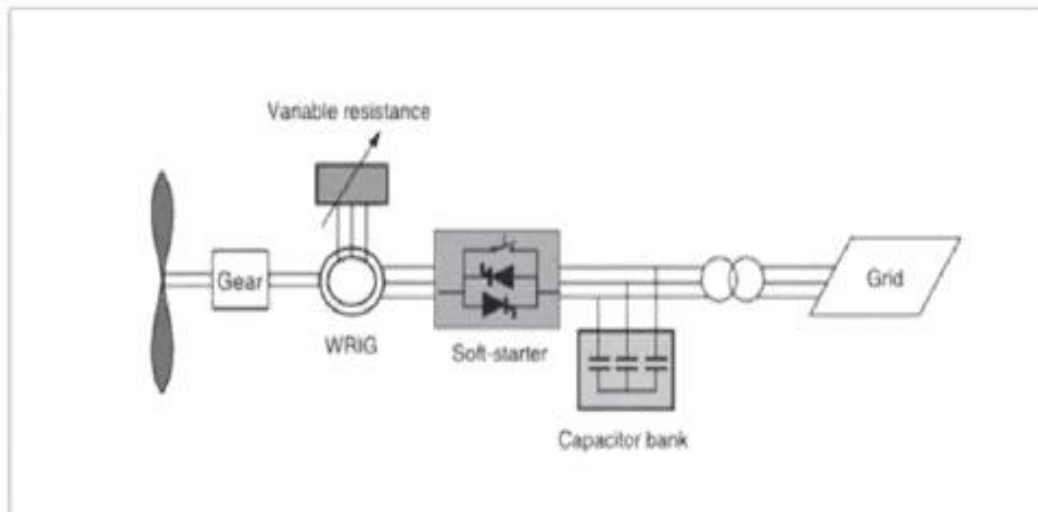 Variable resistance
Gear
WRIG
Soft-starter
Capacitor bank
Grid